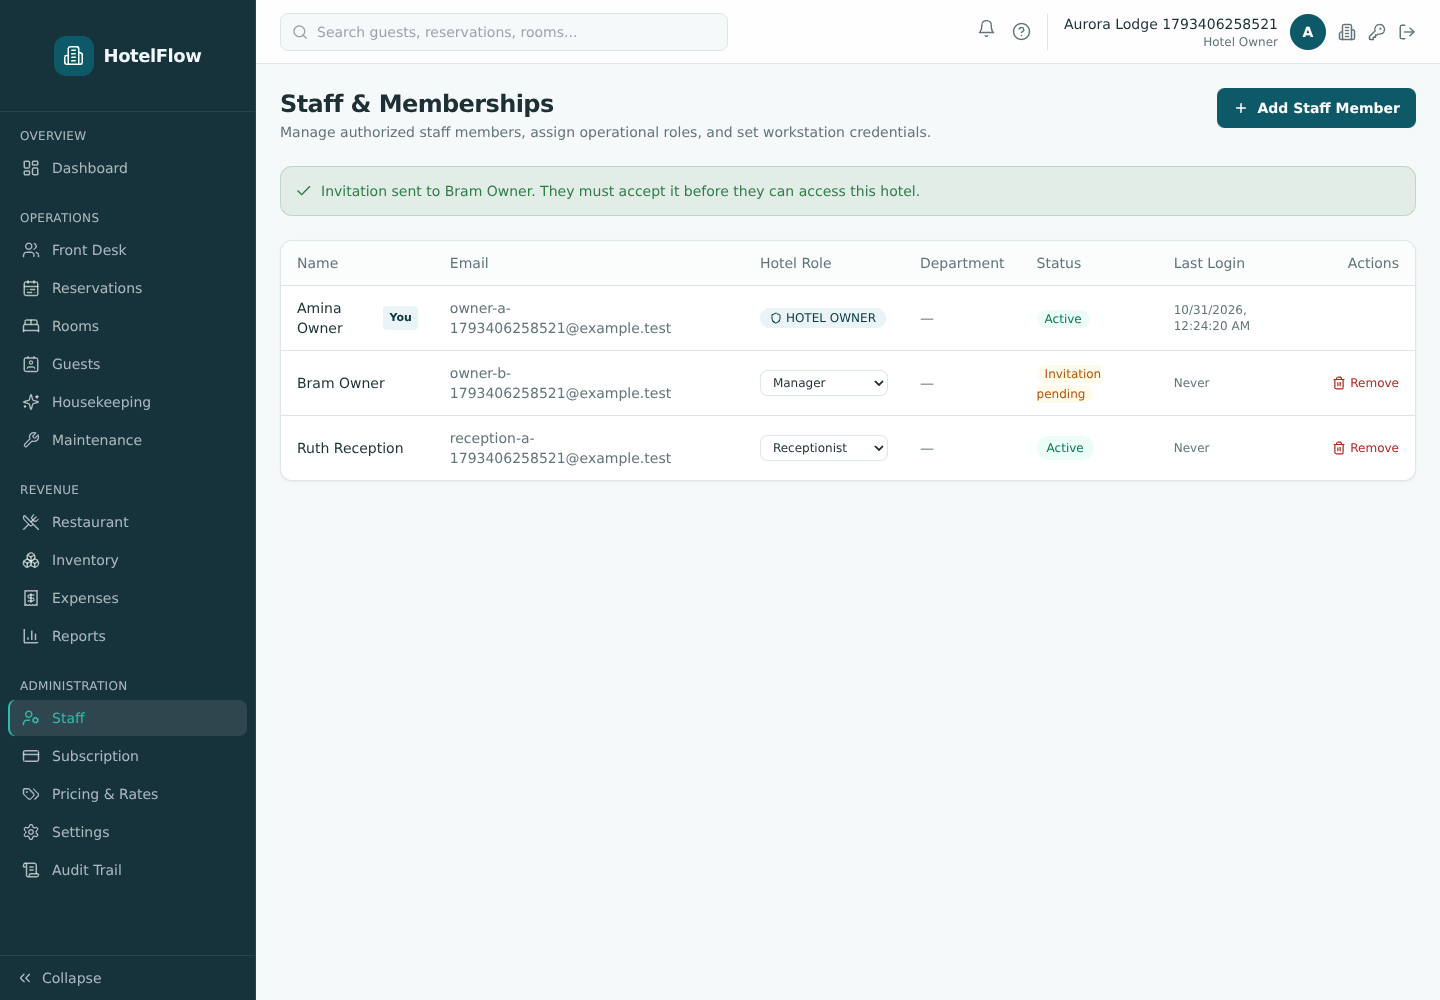 HotelFlow
OVERVIEW
Dashboard
OPERATIONS
Front Desk
Reservations
Rooms
Guests
Housekeeping
Maintenance
REVENUE
Restaurant
Inventory
Expenses
Reports
ADMINISTRATION
Staff
Subscription
Pricing & Rates
Settings
Audit Trail
Collapse
Search guests, reservations, rooms...
Aurora Lodge 1793406258521
Hotel Owner
A
Staff & Memberships
Manage authorized staff members, assign operational roles, and set workstation credentials.
Add Staff Member
Invitation sent to Bram Owner. They must accept it before they can access this hotel.
Name Email Hotel Role Department Status Last Login Actions
Amina
Owner
You
owner-a-
1793406258521@example.test
HOTEL OWNER
—
Active
10/31/2026,
12:24:20 AM
Bram Owner
owner-b-
1793406258521@example.test
Manager
—
Invitation
pending
Never
Remove
Ruth Reception
reception-a-
1793406258521@example.test
Receptionist
—
Active
Never
Remove